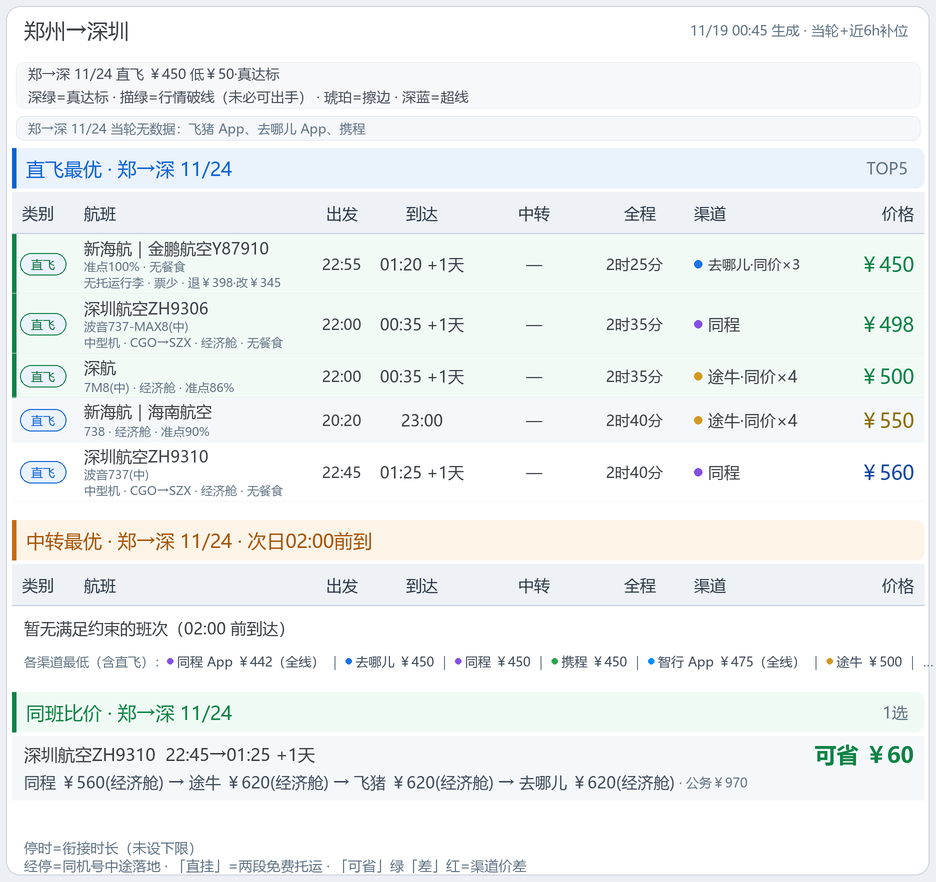 郑州→深圳
11/19 00:45 生成 · 当轮+近6h补位
郑→深 11/24 直飞 ￥450 低￥50·真达标
深绿=真达标 · 描绿=行情破线（未必可出手） · 琥珀=擦边 · 深蓝=超线
郑→深 11/24 当轮无数据：飞猪 App、去哪儿 App、携程
直飞最优 · 郑→深 11/24 TOP5
类别 航班 出发 到达 中转 全程 渠道 价格
新海航｜金鹏航空Y87910
准点100% · 无餐食
无托运行李 · 票少 · 退￥398·改￥345
直飞 22:55 01:20 +1天 — 2时25分 去哪儿·同价×3 ￥450
深圳航空ZH9306
波音737-MAX8(中)
中型机 · CGO→SZX · 经济舱 · 无餐食
直飞 22:00 00:35 +1天 — 2时35分 同程 ￥498
深航
7M8(中) · 经济舱 · 准点86%
直飞 22:00 00:35 +1天 — 2时35分 途牛·同价×4 ￥500
新海航｜海南航空
738 · 经济舱 · 准点90%
直飞 20:20 23:00 — 2时40分 途牛·同价×4 ￥550
深圳航空ZH9310
波音737(中)
中型机 · CGO→SZX · 经济舱 · 无餐食
直飞 22:45 01:25 +1天 — 2时40分 同程 ￥560
中转最优 · 郑→深 11/24 · 次日02:00前到
类别 航班 出发 到达 中转 全程 渠道 价格
暂无满足约束的班次（02:00 前到达）
各渠道最低（含直飞）： 同程 App ￥442（全线） | 去哪儿 ￥450 | 同程 ￥450 | 携程 ￥450 | 智行 App ￥475（全线） | 途牛 ￥500 | …
同班比价 · 郑→深 11/24 1选
深圳航空ZH9310 22:45→01:25 +1天 可省 ￥60
同程 ￥560(经济舱) → 途牛 ￥620(经济舱) → 飞猪 ￥620(经济舱) → 去哪儿 ￥620(经济舱) · 公务￥970
停时=衔接时长（未设下限）
经停=同机号中途落地 · 「直挂」=两段免费托运 · 「可省」绿「差」红=渠道价差